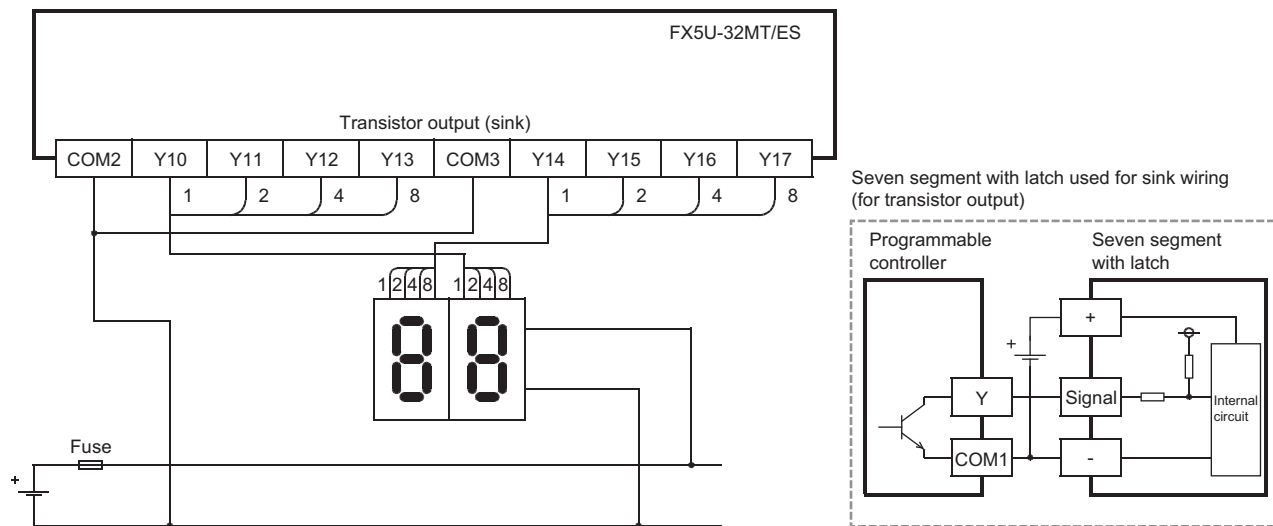 FX5U-32MT/ES
Transistor output (sink)
COM2 Y10 Y11 Y12 Y13 COM3 Y14 Y15 Y16 Y17
1 2 4 8 1 2 4 8
1 2 4 8 1 2 4 8
Fuse
+
Seven segment with latch used for sink wiring
(for transistor output)
Programmable
controller
Seven segment
with latch
+
+
Y
Signal
Internal
circuit
COM1
-